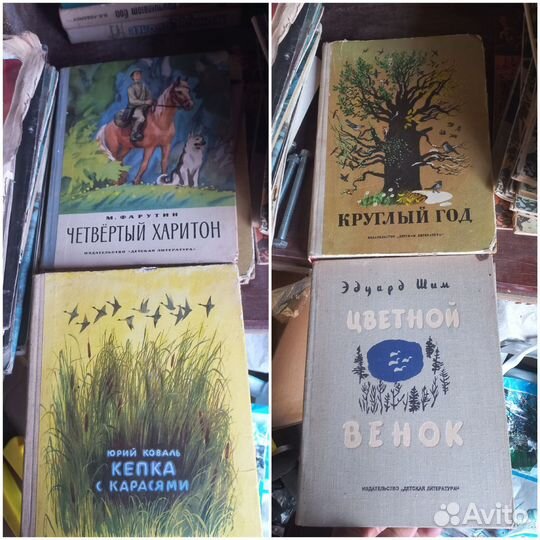 М. ФАРУТИН
ЧЕТВЁРТЫЙ ХАРИТОН
ИЗДАТЕЛЬСТВО "ДЕТСКАЯ ЛИТЕРАТУРА"
ЮРИЙ КОВАЛЬ
КЕПКА
С КАРАСЯМИ
КРУГЛЫЙ ГОД
ИЗДАТЕЛЬСТВО "ДЕТСКАЯ ЛИТЕРАТУРА"
Эдуард Шим
ЦВЕТНОЙ
ВЕНОК
ИЗДАТЕЛЬСТВО "ДЕТСКАЯ ЛИТЕРАТУРА"
Avito